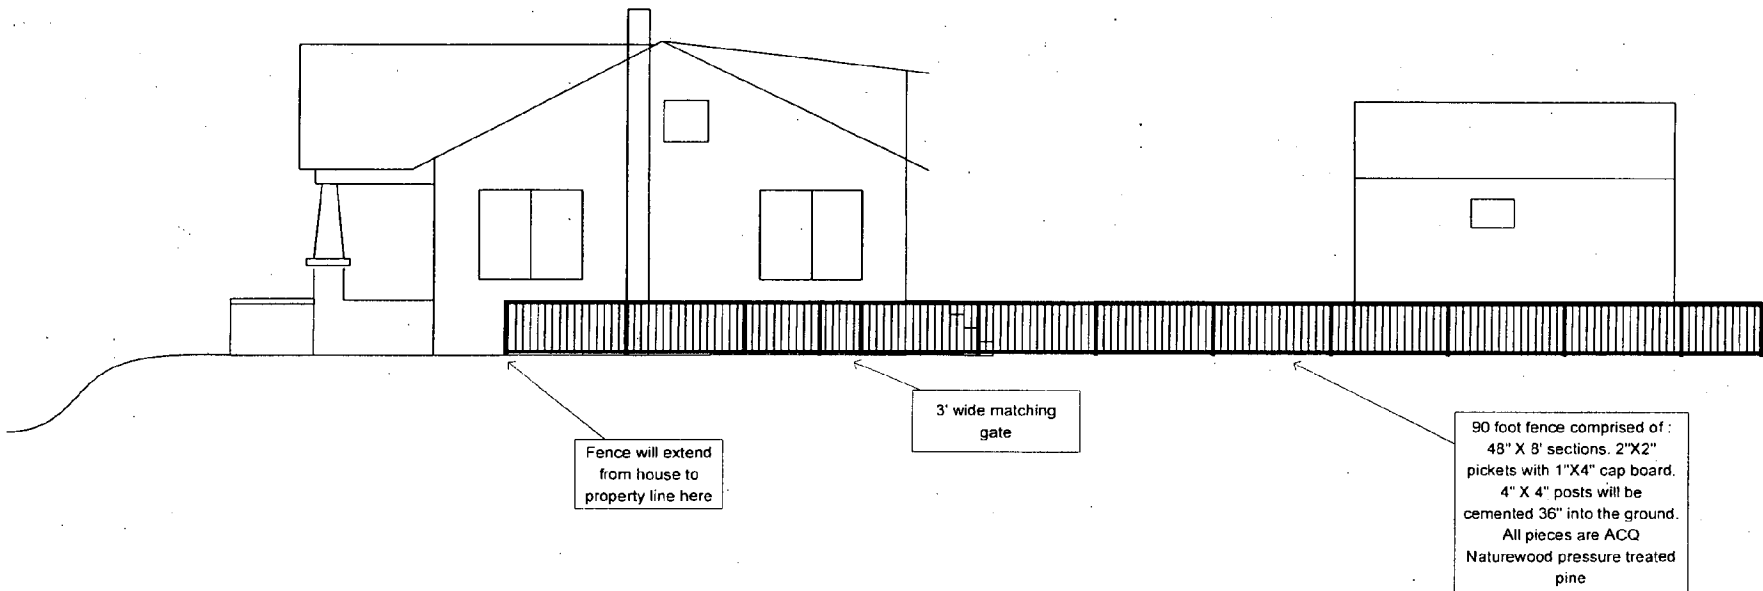 Fence will extend
from house to
property line here
3' wide matching
gate
90 foot fence comprised of :
48" X 8' sections. 2"X2"
pickets with 1"X4" cap board.
4" X 4" posts will be
cemented 36" into the ground.
All pieces are ACQ
Naturewood pressure treated
pine